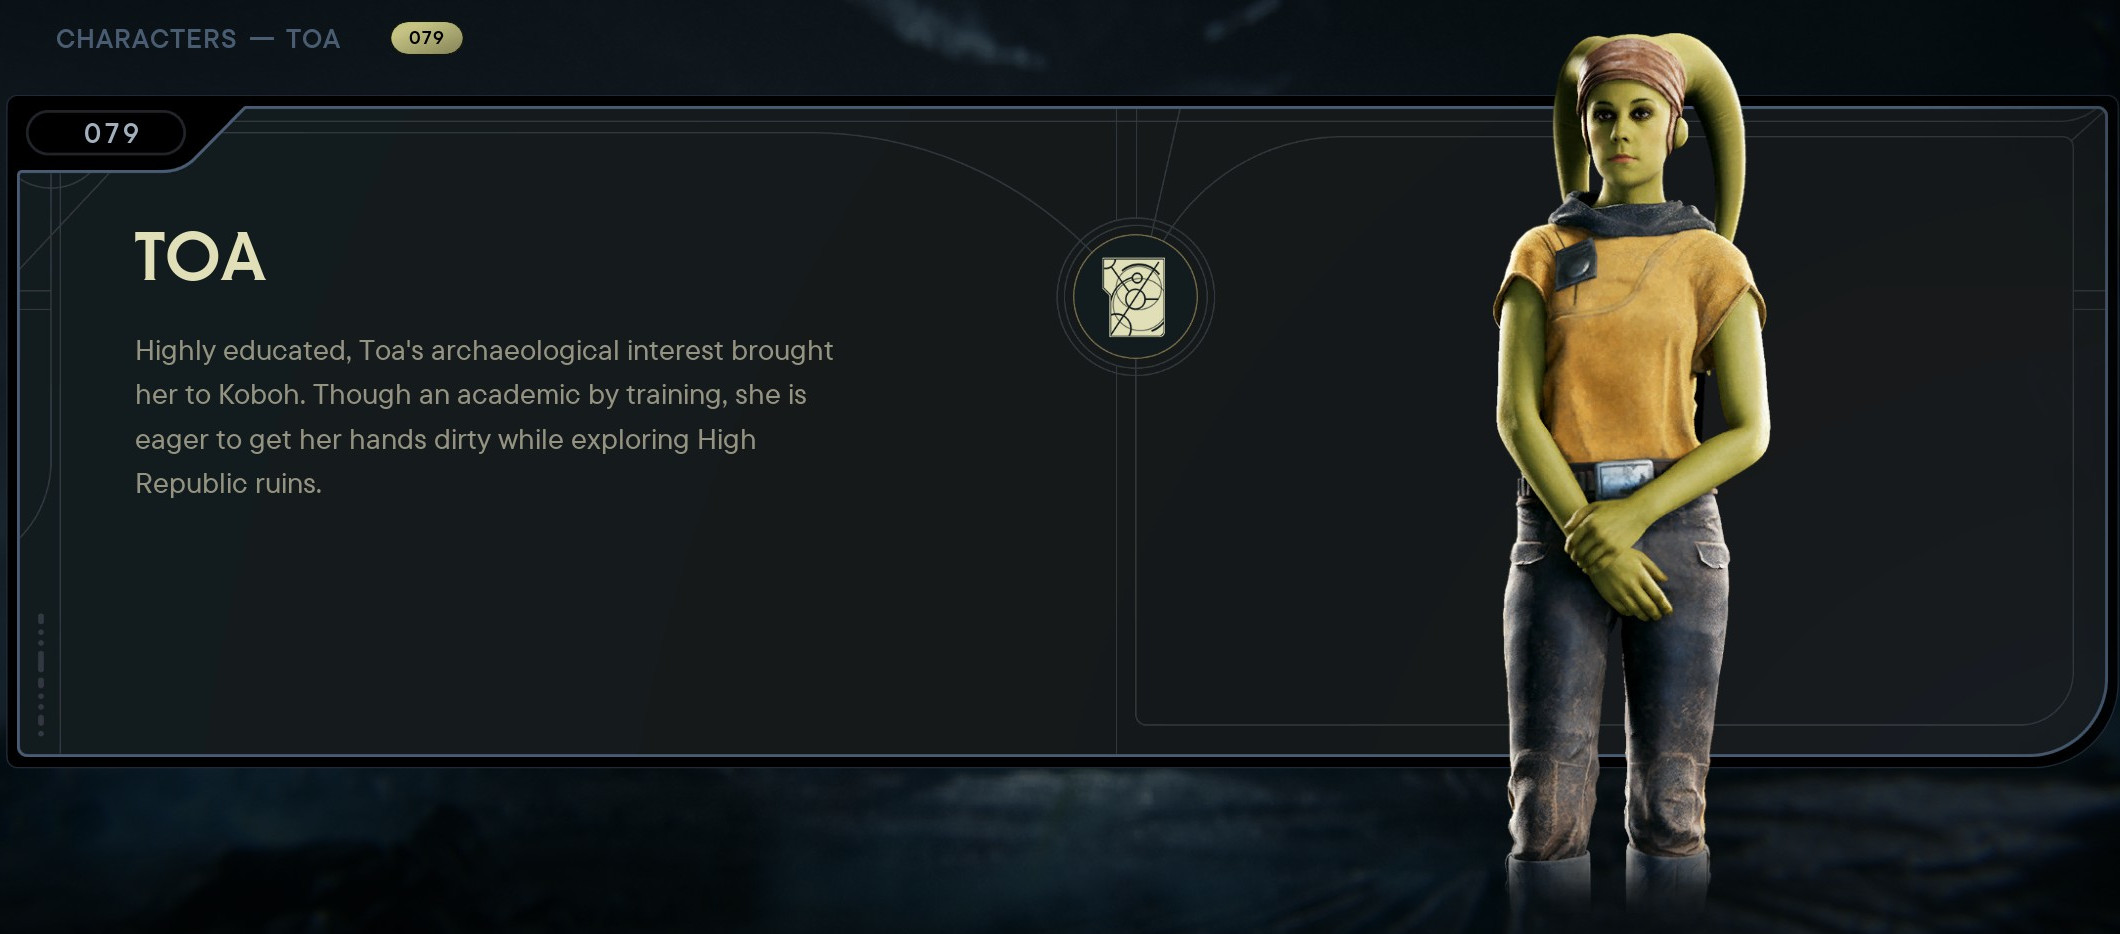 CHARACTERS — TOA 079
079
TOA
Highly educated, Toa's archaeological interest brought
her to Koboh. Though an academic by training, she is
eager to get her hands dirty while exploring High
Republic ruins.